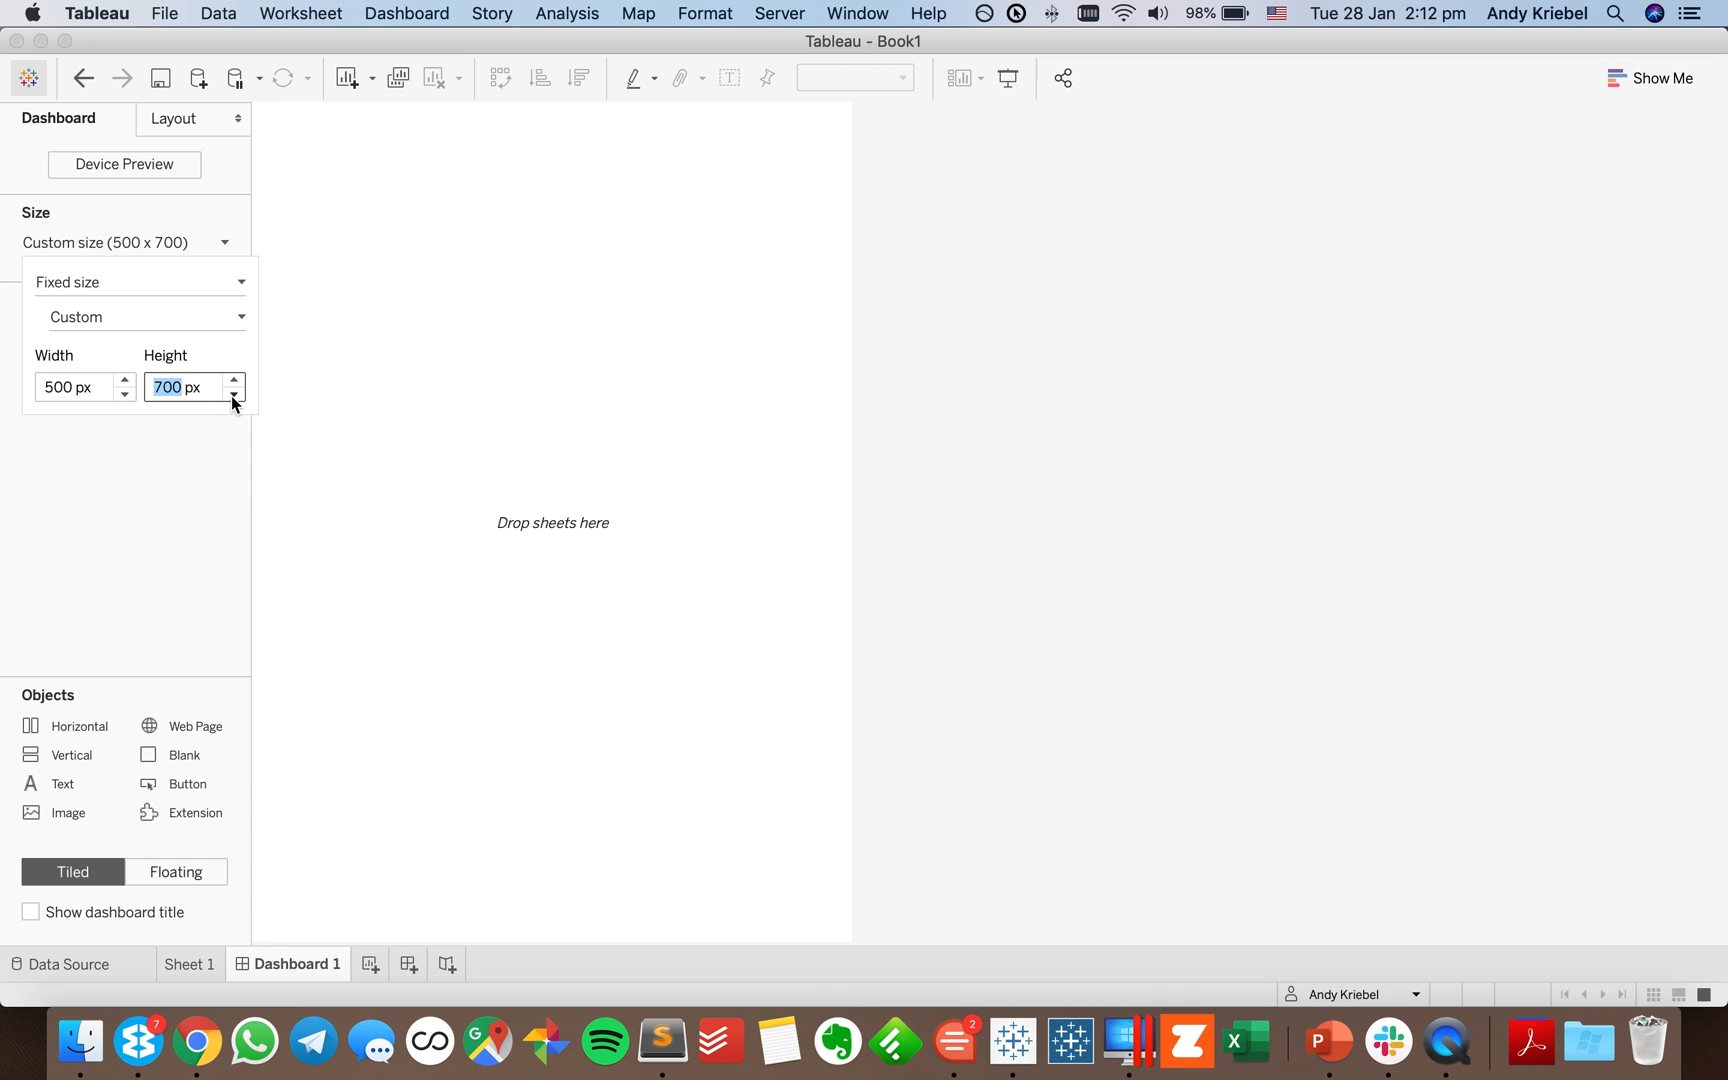 Tableau File Data Worksheet Dashboard Story Analysis Map Format Server Window Help 98% Tue 28 Jan 2:12 pm Andy Kriebel
Tableau - Book1
Show Me
Dashboard Layout
Device Preview
Size
Custom size (500 x 700)
Fixed size
Custom
Width Height
500 px 700 px
Drop sheets here
Objects
Horizontal Web Page
Vertical Blank
A Text Button
Image Extension
Tiled Floating
Show dashboard title
Data Source Sheet 1 Dashboard 1
Andy Kriebel
7 S 2 Z X P